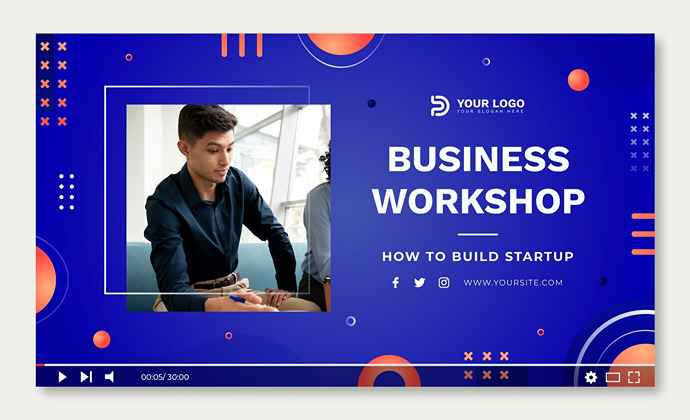 YOUR LOGO
YOUR SLOGAN HERE
BUSINESS
WORKSHOP
HOW TO BUILD STARTUP
WWW.YOURSITE.COM
00:05/ 30:00